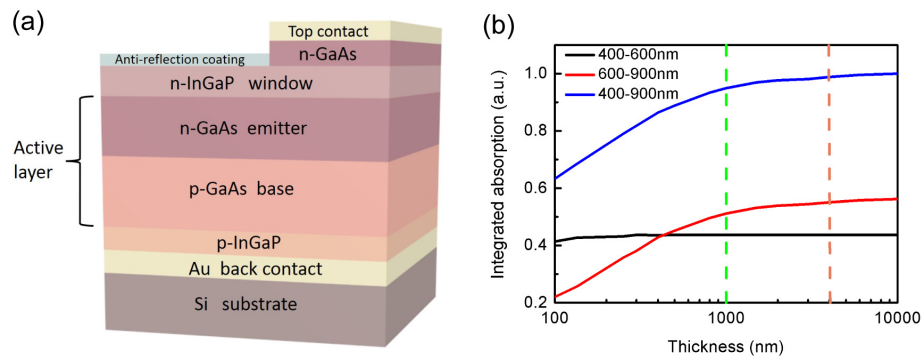 (a)
Top contact
n-GaAs
Anti-reflection coating
n-InGaP window
n-GaAs emitter
Active
layer
p-GaAs base
p-InGaP
Au back contact
Si substrate
(b)
400-600nm
600-900nm
400-900nm
Integrated absorption (a.u.)
1.0
0.8
0.6
0.4
0.2
100
1000
10000
Thickness (nm)